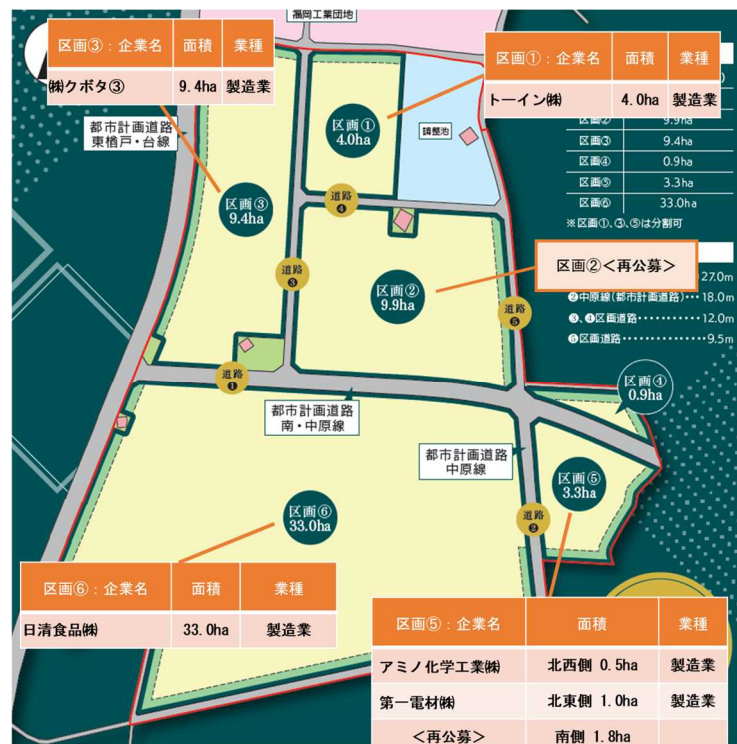 福岡工業団地
区画③：企業名 面積 業種
㈱クボタ③ 9.4ha 製造業
区画①：企業名 面積 業種
トーイン㈱ 4.0ha 製造業
都市計画道路
東楢戸・台線
区画①
4.0ha
調整池
区画② 9.9ha
区画③ 9.4ha
区画④ 0.9ha
区画⑤ 3.3ha
区画⑥ 33.0ha
※区画①、③、⑤は分割可
区画③
9.4ha
道路
❹
区画②＜再公募＞
27.0m
❷中原線(都市計画道路)…18.0m
❸、❹区画道路…………12.0m
❺区画道路……………9.5m
道路
❸
区画②
9.9ha
道路
❺
道路
❶
区画④
0.9ha
都市計画道路
南・中原線
都市計画道路
中原線
区画⑤
3.3ha
区画⑥
33.0ha
道路
❷
区画⑥：企業名 面積 業種
日清食品㈱ 33.0ha 製造業
区画⑤：企業名 面積 業種
アミノ化学工業㈱ 北西側 0.5ha 製造業
第一電材㈱ 北東側 1.0ha 製造業
＜再公募＞ 南側 1.8ha